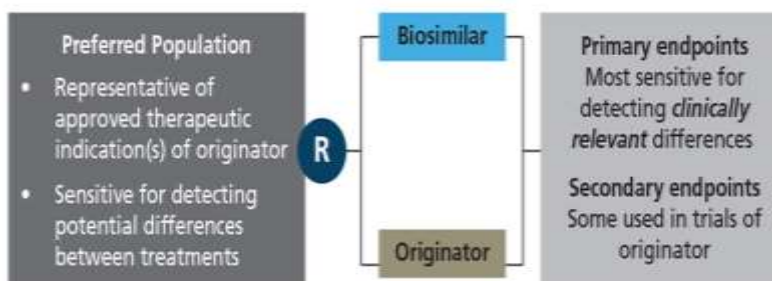 Preferred Population
• Representative of
approved therapeutic
indication(s) of originator
• Sensitive for detecting
potential differences
between treatments
R
Biosimilar
Originator
Primary endpoints
Most sensitive for
detecting clinically
relevant differences
Secondary endpoints
Some used in trials of
originator